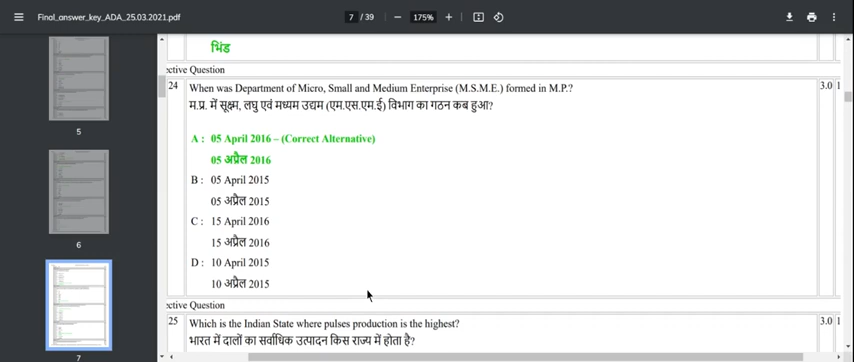 Final_answer_key_ADA_25.03.2021.pdf
7 / 39
175%
भिंड
ective Question
24 When was Department of Micro, Small and Medium Enterprise (M.S.M.E.) formed in M.P.? 3.0 1
म.प्र. में सूक्ष्म, लघु एवं मध्यम उद्यम (एम.एस.एम.ई) विभाग का गठन कब हुआ?
A : 05 April 2016 – (Correct Alternative)
05 अप्रैल 2016
B : 05 April 2015
05 अप्रैल 2015
C : 15 April 2016
15 अप्रैल 2016
D : 10 April 2015
10 अप्रैल 2015
ective Question
25 Which is the Indian State where pulses production is the highest? 3.0 1
भारत में दालों का सर्वाधिक उत्पादन किस राज्य में होता है?
5
6
7